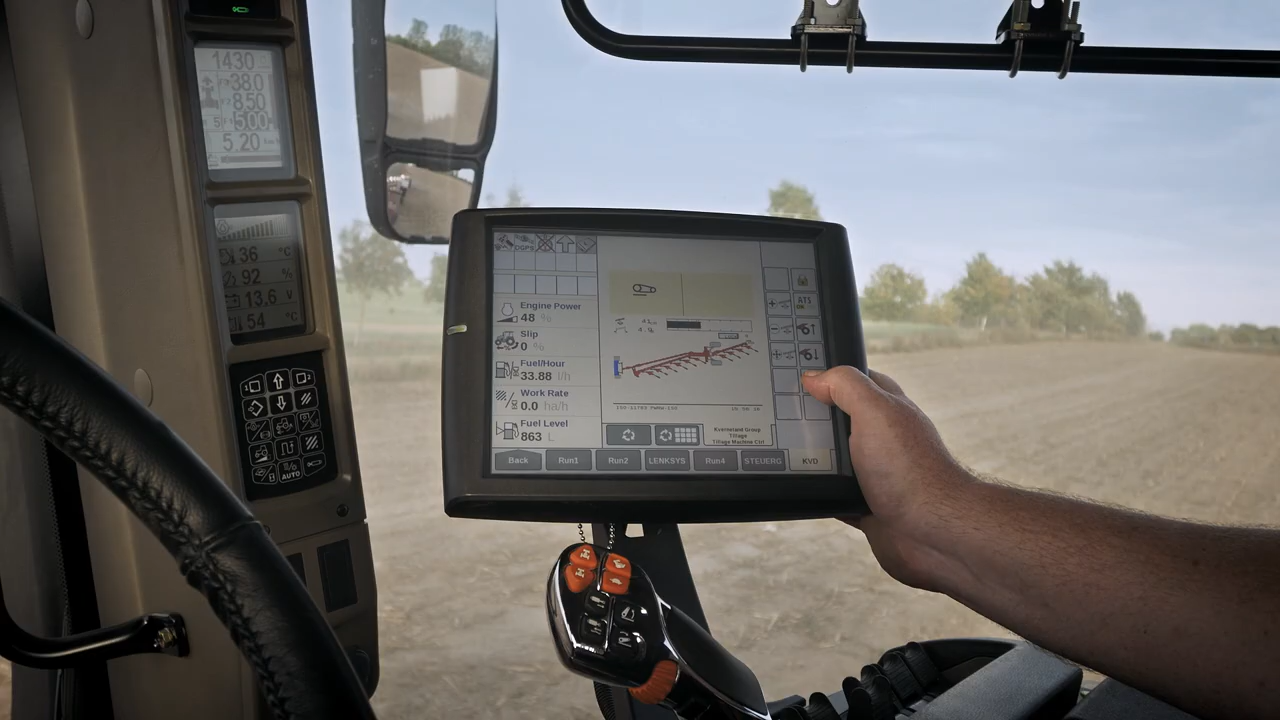 1430
38.0
8.50
500
5.20
36 °C
92 %
13.6 V
54 °C
AUTO
DGPS
Engine Power
48 %
Slip
0 %
Fuel/Hour
33.88 l/h
Work Rate
0.0 ha/h
Fuel Level
863 L
ATS
Kverneland Group
Tillage
Tillage Machine Ctrl
Back
Run1
Run2
LENKSYS
Run4
STEUERG
KVD